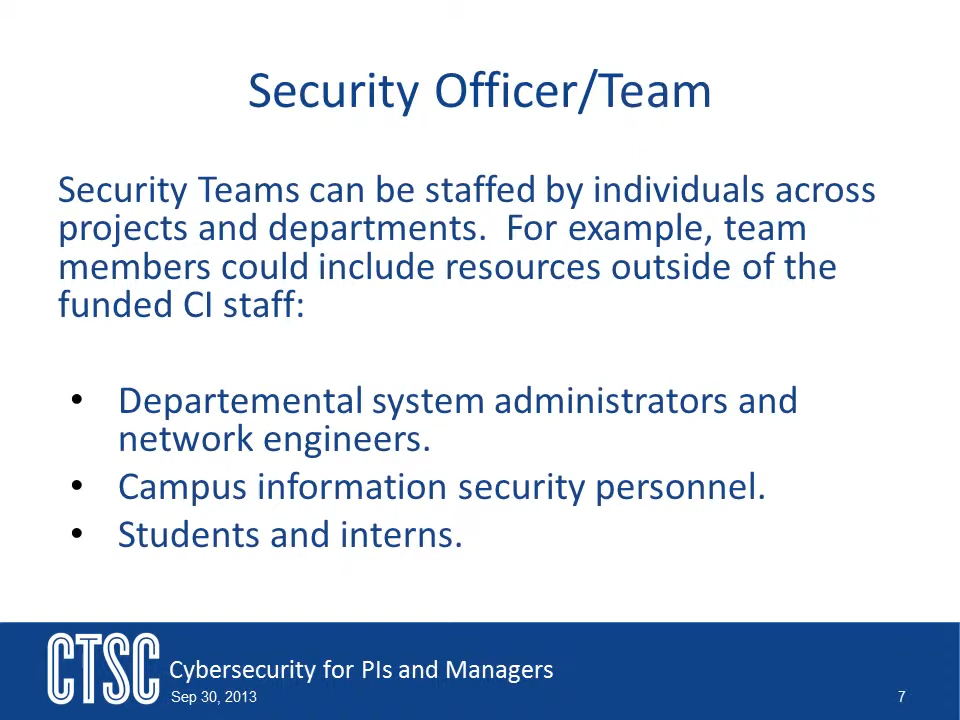 Security Officer/Team
Security Teams can be staffed by individuals across
projects and departments.  For example, team
members could include resources outside of the
funded CI staff:
• Departemental system administrators and
network engineers.
• Campus information security personnel.
• Students and interns.
CTSC
Cybersecurity for PIs and Managers
Sep 30, 2013
7